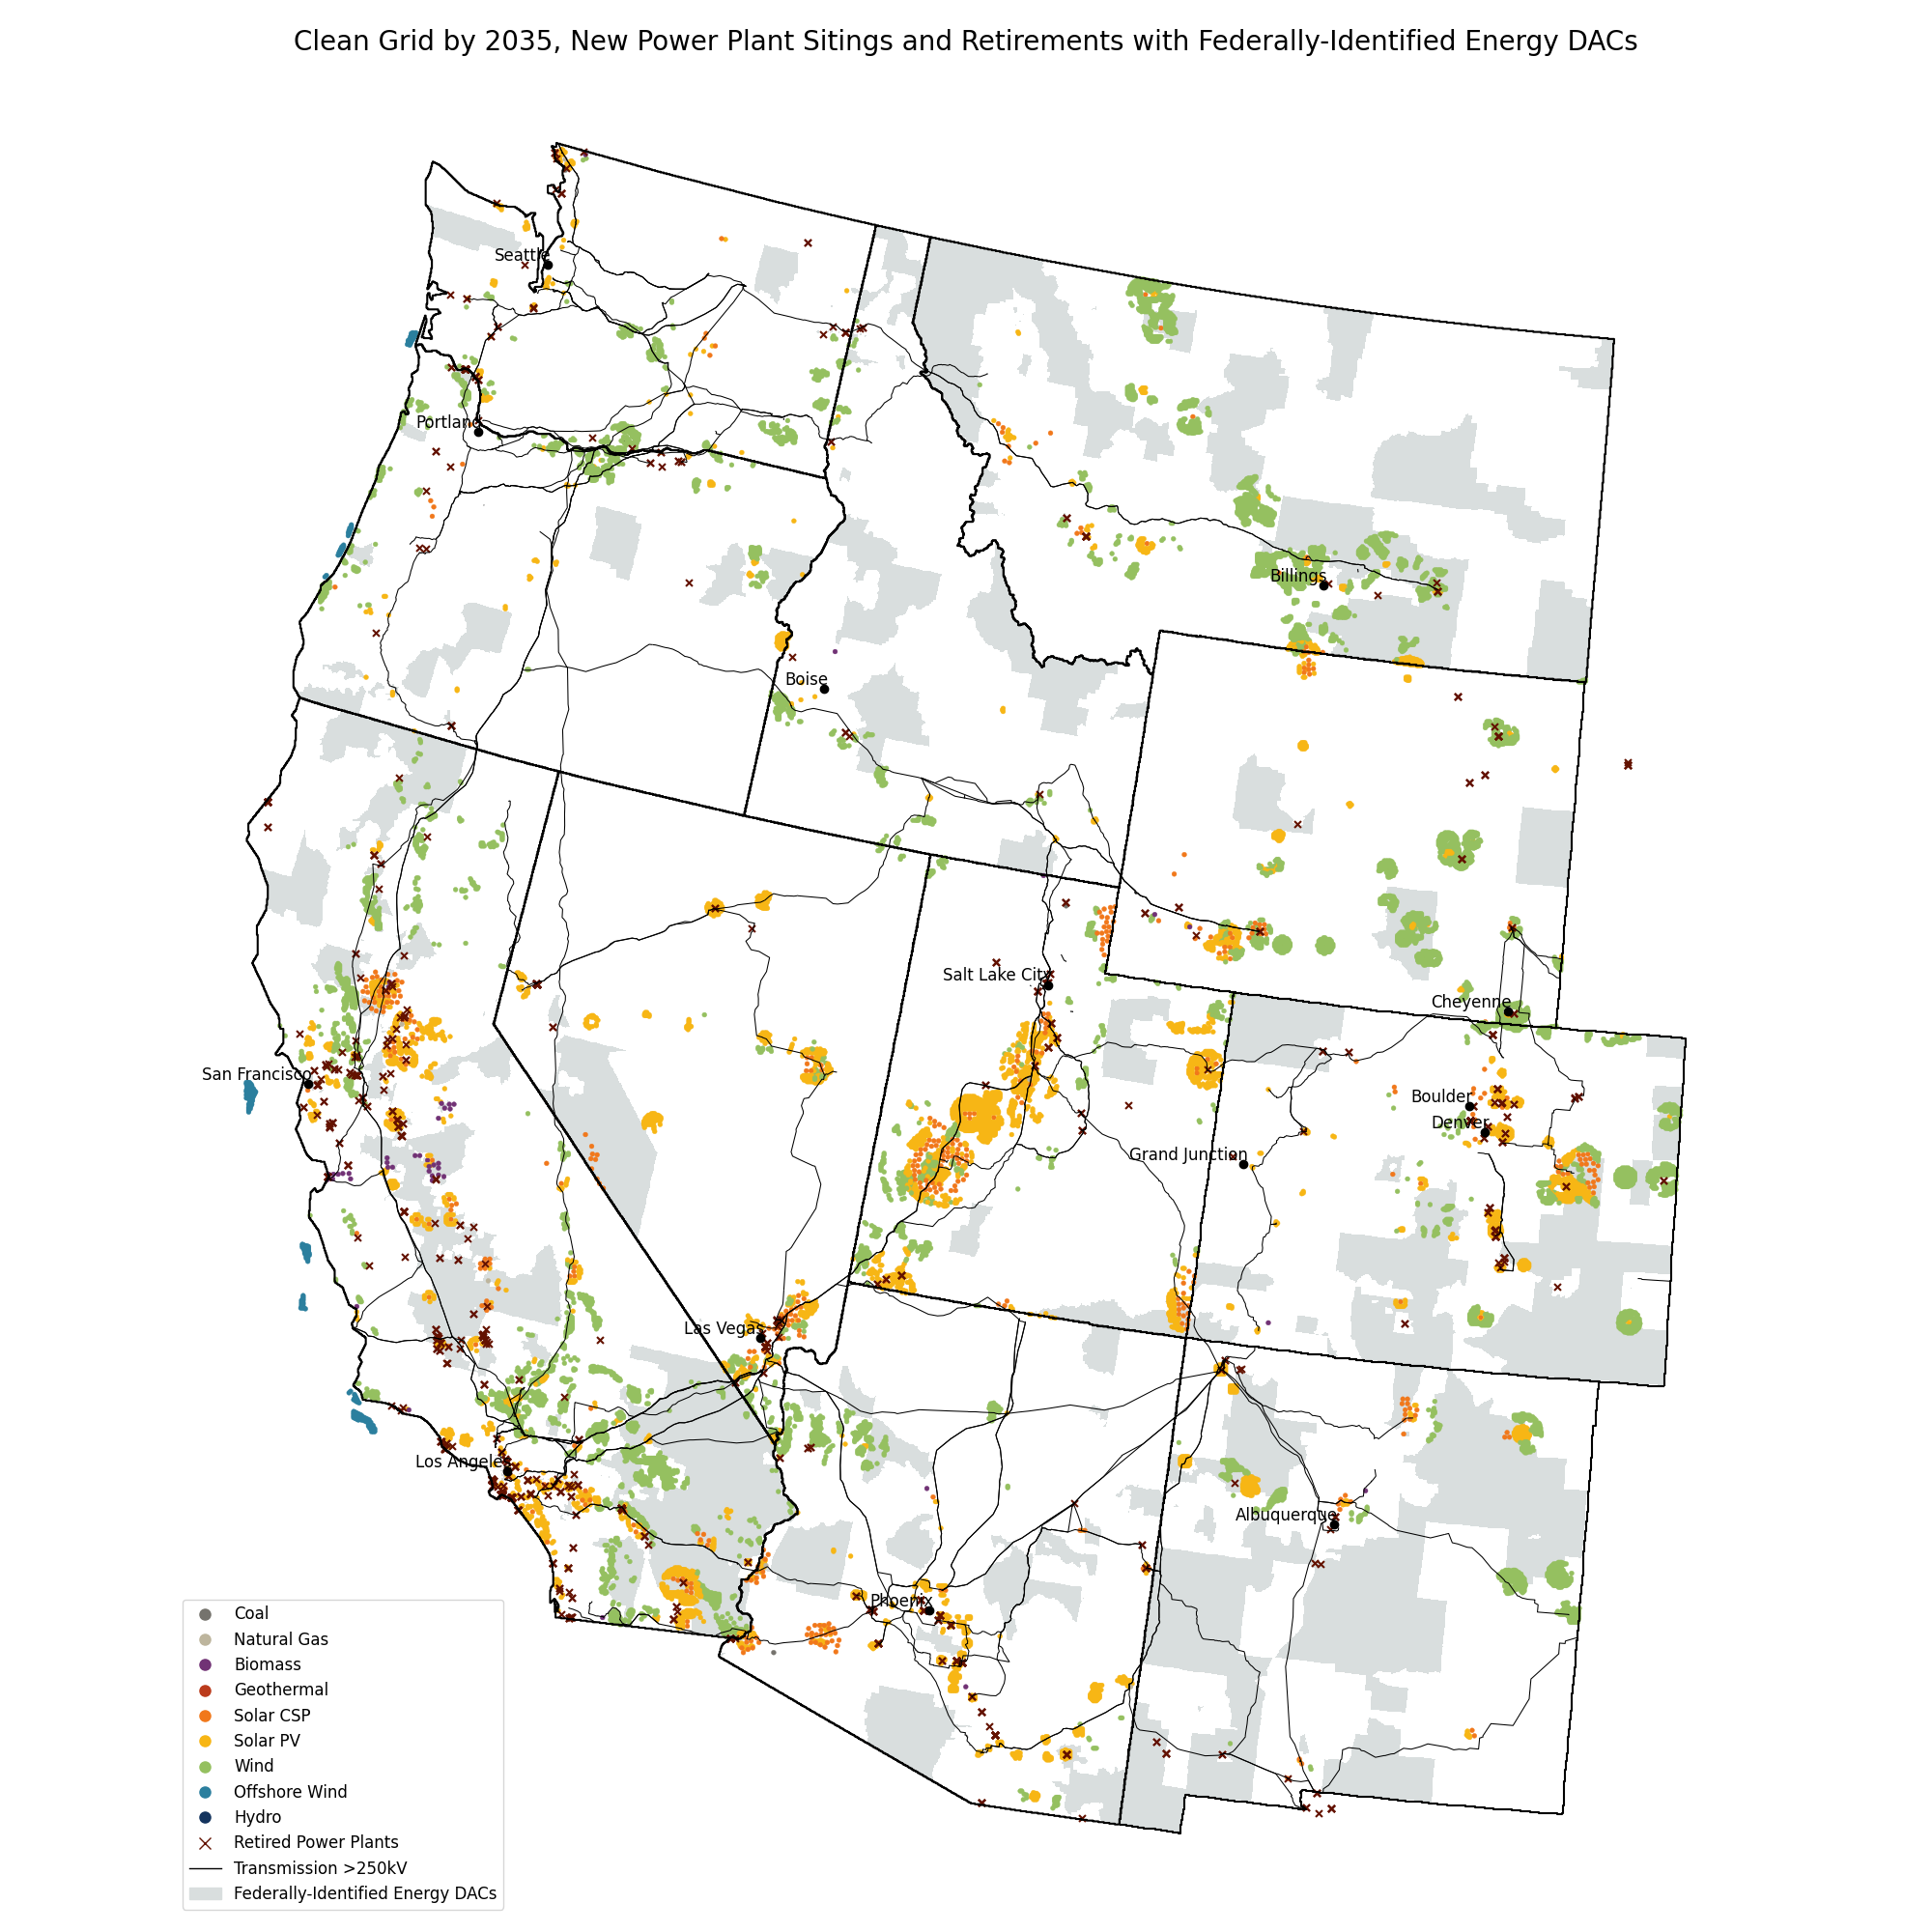 Clean Grid by 2035, New Power Plant Sitings and Retirements with Federally-Identified Energy DACs
Seattle
Portland
Billings
Boise
Salt Lake City
Cheyenne
San Francisco
Boulder
Denver
Grand Junction
Las Vegas
Los Angeles
Albuquerque
Phoenix
Coal
Natural Gas
Biomass
Geothermal
Solar CSP
Solar PV
Wind
Offshore Wind
Hydro
Retired Power Plants
Transmission >250kV
Federally-Identified Energy DACs